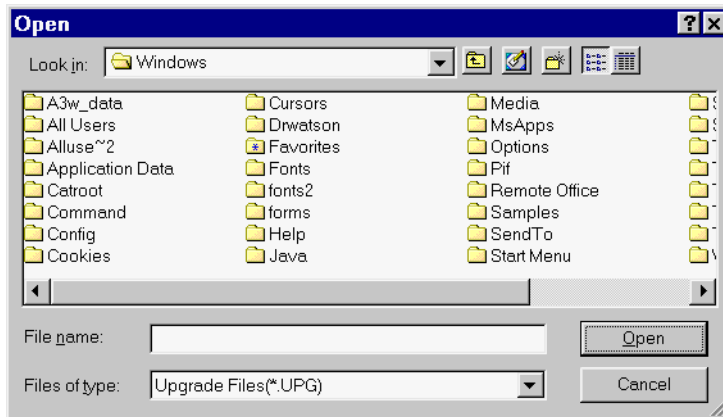 Open
Look in: Windows
A3w_data Cursors Media
All Users Drwatson MsApps
Alluse~2 Favorites Options
Application Data Fonts Pif
Catroot fonts2 Remote Office
Command forms Samples
Config Help SendTo
Cookies Java Start Menu
File name: Open
Files of type: Upgrade Files(*.UPG) Cancel